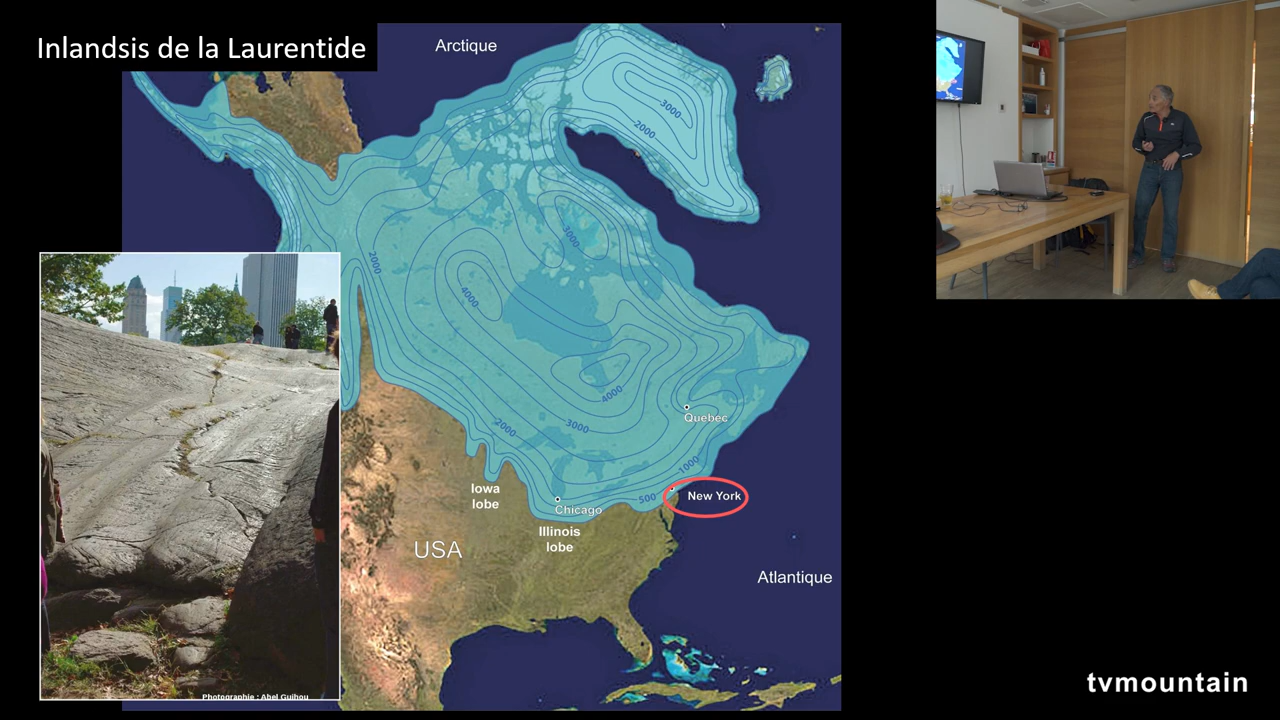 Inlandsis de la Laurentide
Arctique
3000
2000
3000
2000
4000
4000
Quebec
3000
2000
1000
Iowa
lobe
500
New York
Chicago
Illinois
lobe
USA
Atlantique
Photographie : Abel Guihou
tvmountain